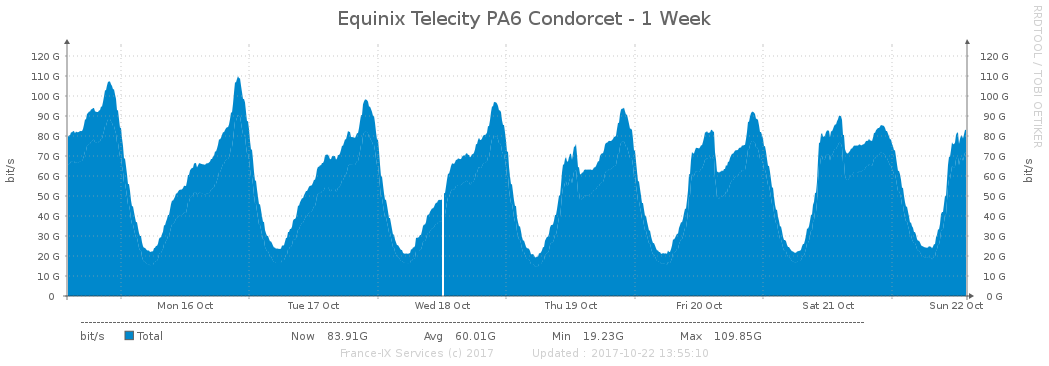 Equinix Telecity PA6 Condorcet - 1 Week
RRDTOOL / TOBI OETIKER
bit/s
120 G 120 G
110 G 110 G
100 G 100 G
90 G 90 G
80 G 80 G
70 G 70 G
60 G 60 G
50 G 50 G
40 G 40 G
30 G 30 G
20 G 20 G
10 G 10 G
0 0 G
bit/s
Mon 16 Oct Tue 17 Oct Wed 18 Oct Thu 19 Oct Fri 20 Oct Sat 21 Oct Sun 22 Oct
bit/s Total Now 83.91G Avg 60.01G Min 19.23G Max 109.85G
France-IX Services (c) 2017 Updated : 2017-10-22 13:55:10